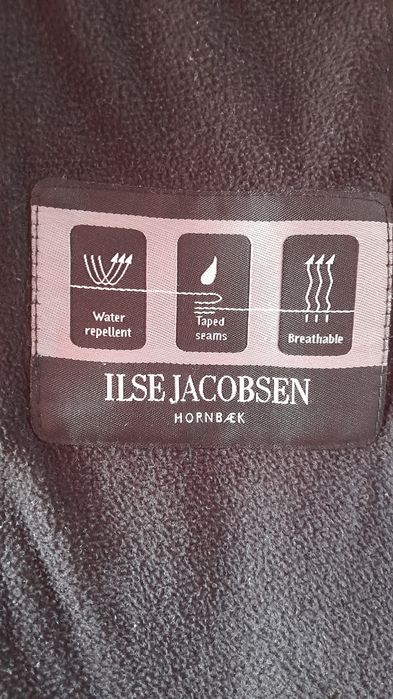 Water
repellent
Taped
seams
Breathable
ILSE JACOBSEN
HORNBÆK